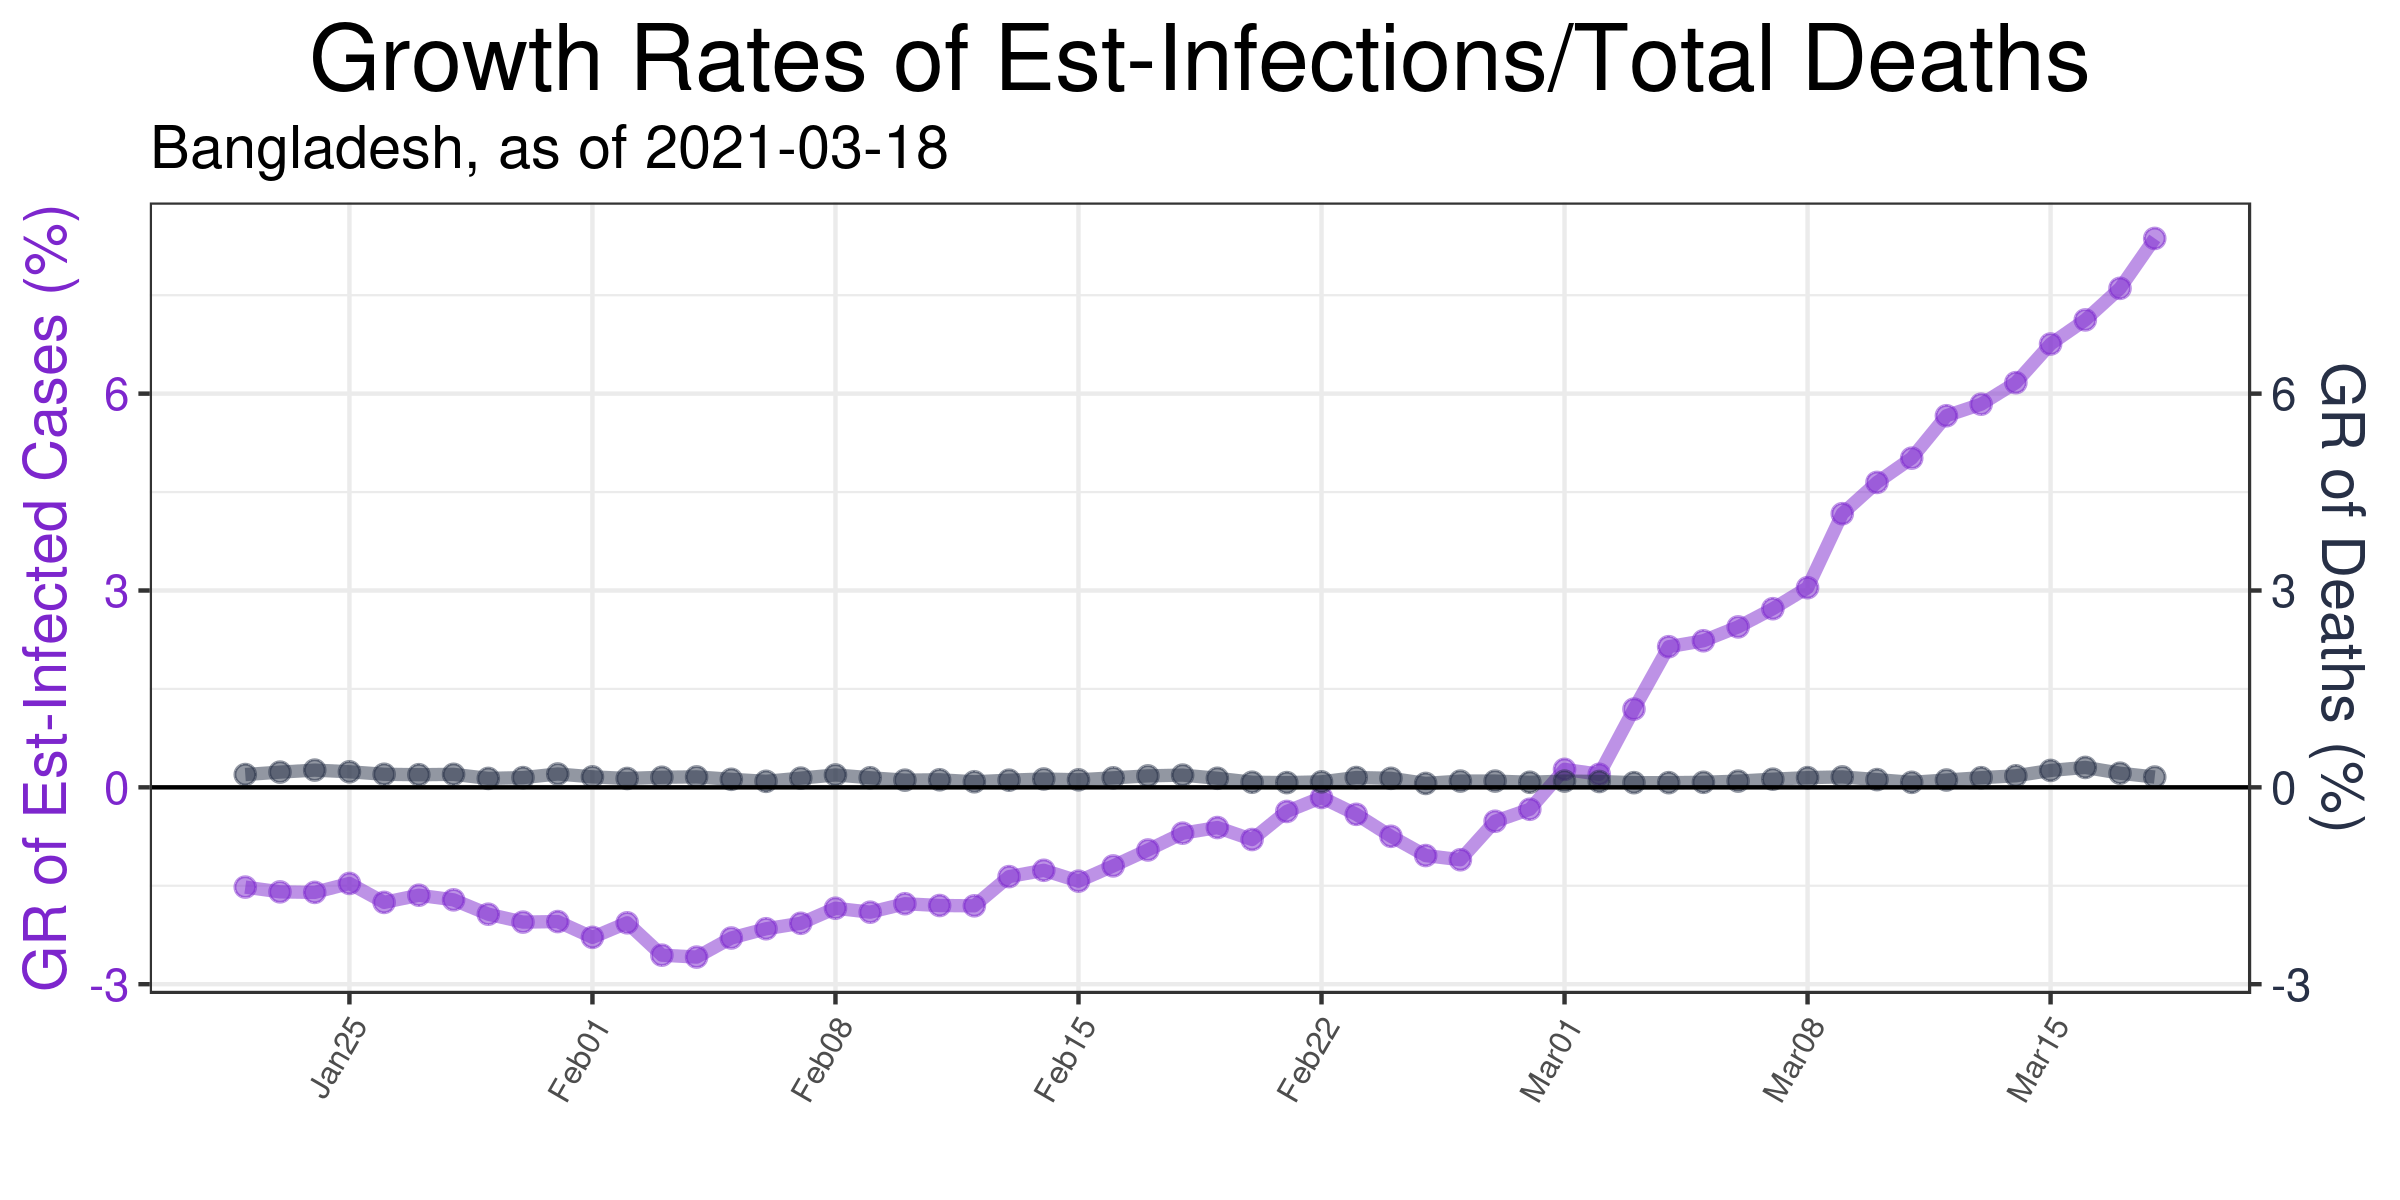 Growth Rates of Est-Infections/Total Deaths
Bangladesh, as of 2021-03-18
GR of Est-Infected Cases (%)
6
3
0
-3
6
3
0
-3
GR of Deaths (%)
Jan25
Feb01
Feb08
Feb15
Feb22
Mar01
Mar08
Mar15